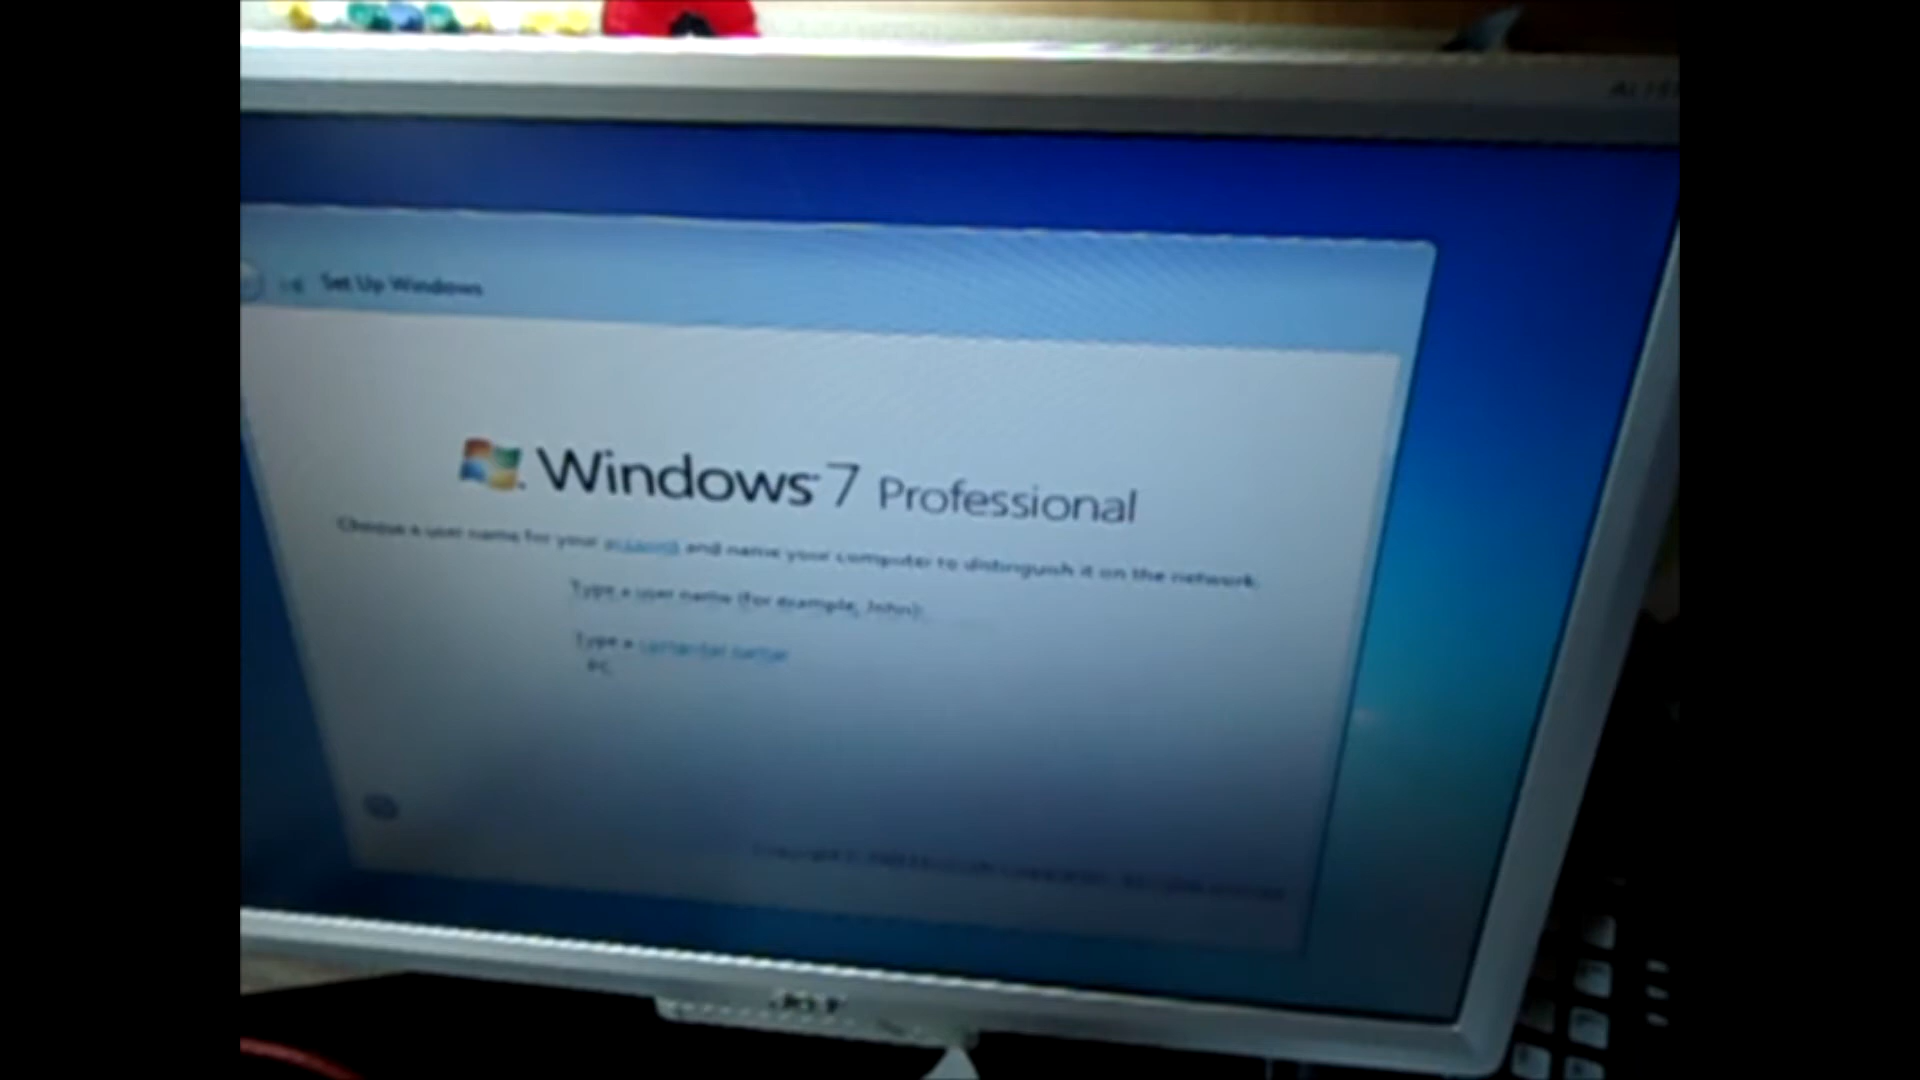 Set Up Windows
Windows 7 Professional
Choose a user name for your account and name your computer to distinguish it on the network.
Type a user name (for example, John):
Type a computer name:
PC
acer